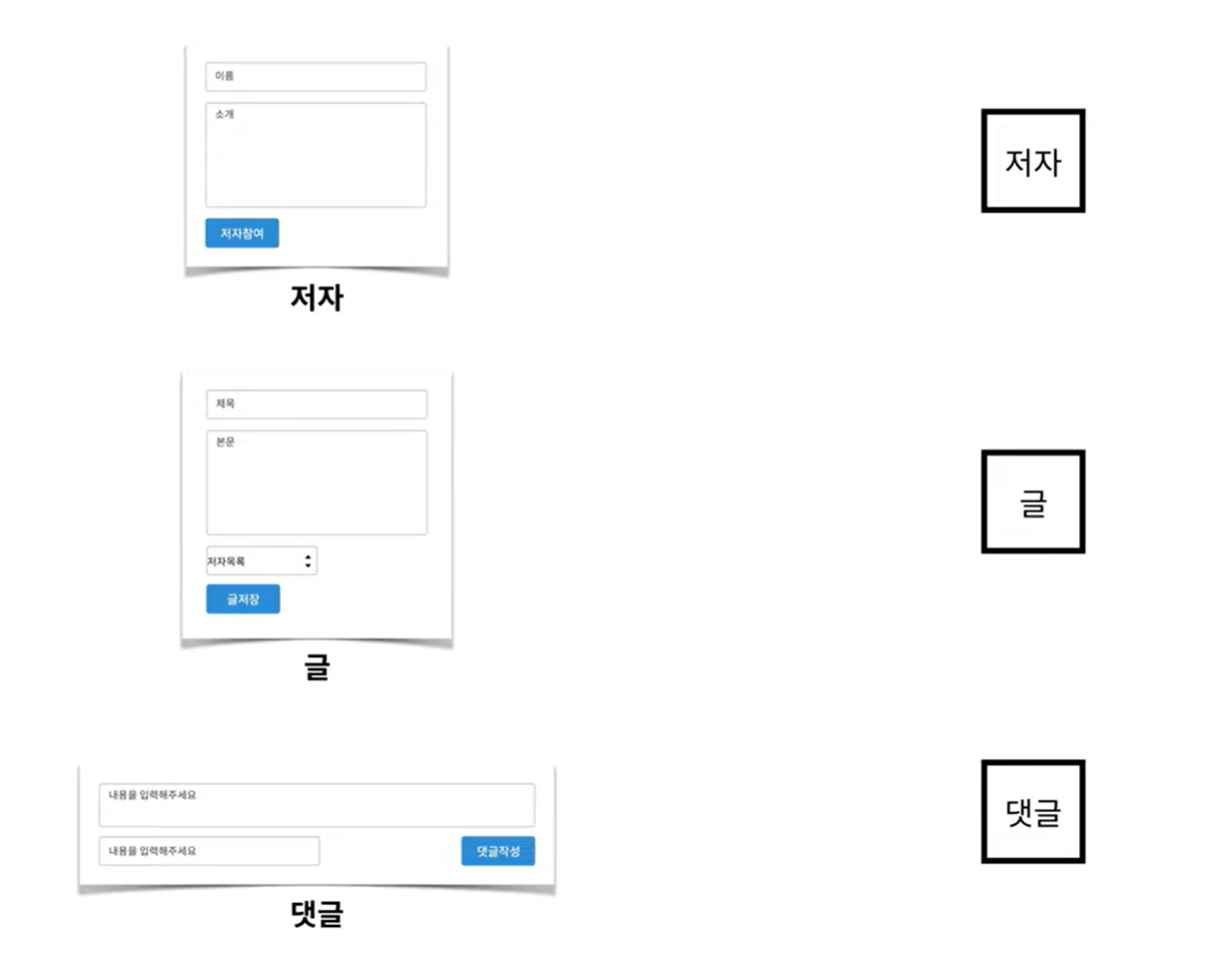 이름
소개
저자참여
저자
저자
제목
본문
저자목록
글저장
글
글
내용을 입력해주세요
내용을 입력해주세요
댓글작성
댓글
댓글